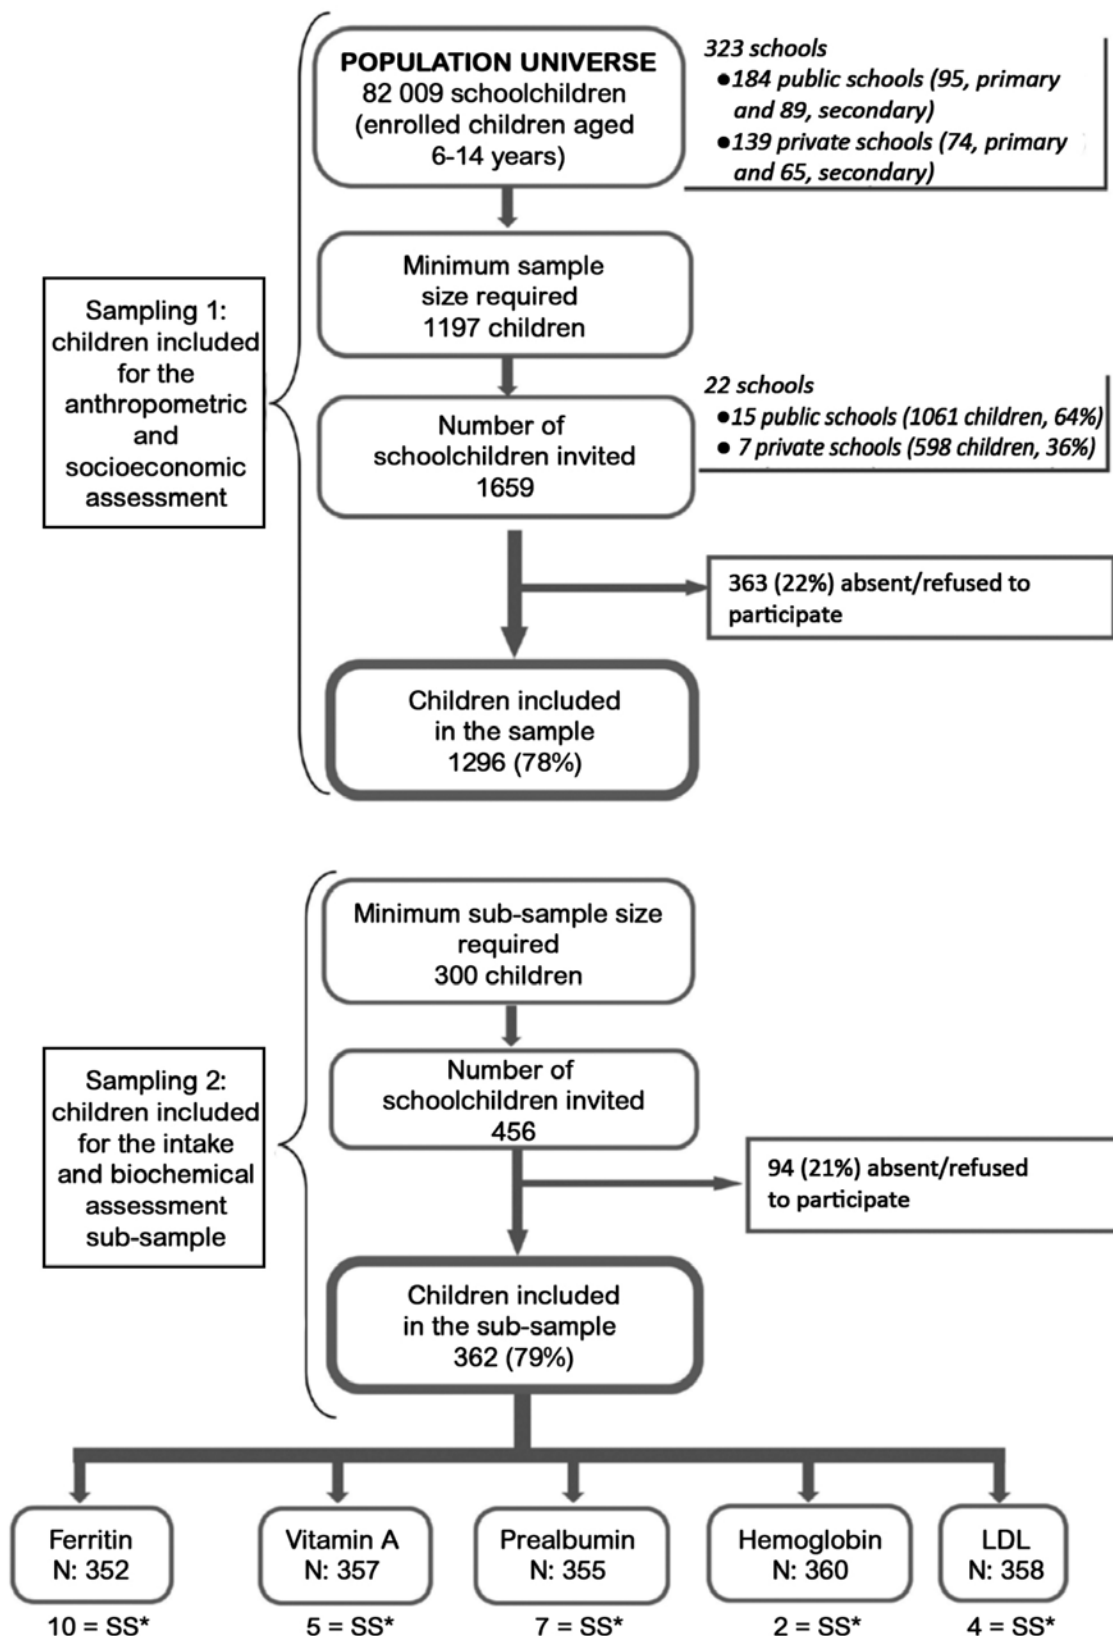 POPULATION UNIVERSE
82 009 schoolchildren
(enrolled children aged
6-14 years)
323 schools
●184 public schools (95, primary
and 89, secondary)
●139 private schools (74, primary
and 65, secondary)
Minimum sample
size required
1197 children
Sampling 1:
children included
for the
anthropometric
and
socioeconomic
assessment
Number of
schoolchildren invited
1659
22 schools
●15 public schools (1061 children, 64%)
● 7 private schools (598 children, 36%)
363 (22%) absent/refused to
participate
Children included
in the sample
1296 (78%)
Minimum sub-sample size
required
300 children
Sampling 2:
children included
for the intake
and biochemical
assessment
sub-sample
Number of
schoolchildren invited
456
94 (21%) absent/refused
to participate
Children included
in the sub-sample
362 (79%)
Ferritin
N: 352
10 = SS*
Vitamin A
N: 357
5 = SS*
Prealbumin
N: 355
7 = SS*
Hemoglobin
N: 360
2 = SS*
LDL
N: 358
4 = SS*